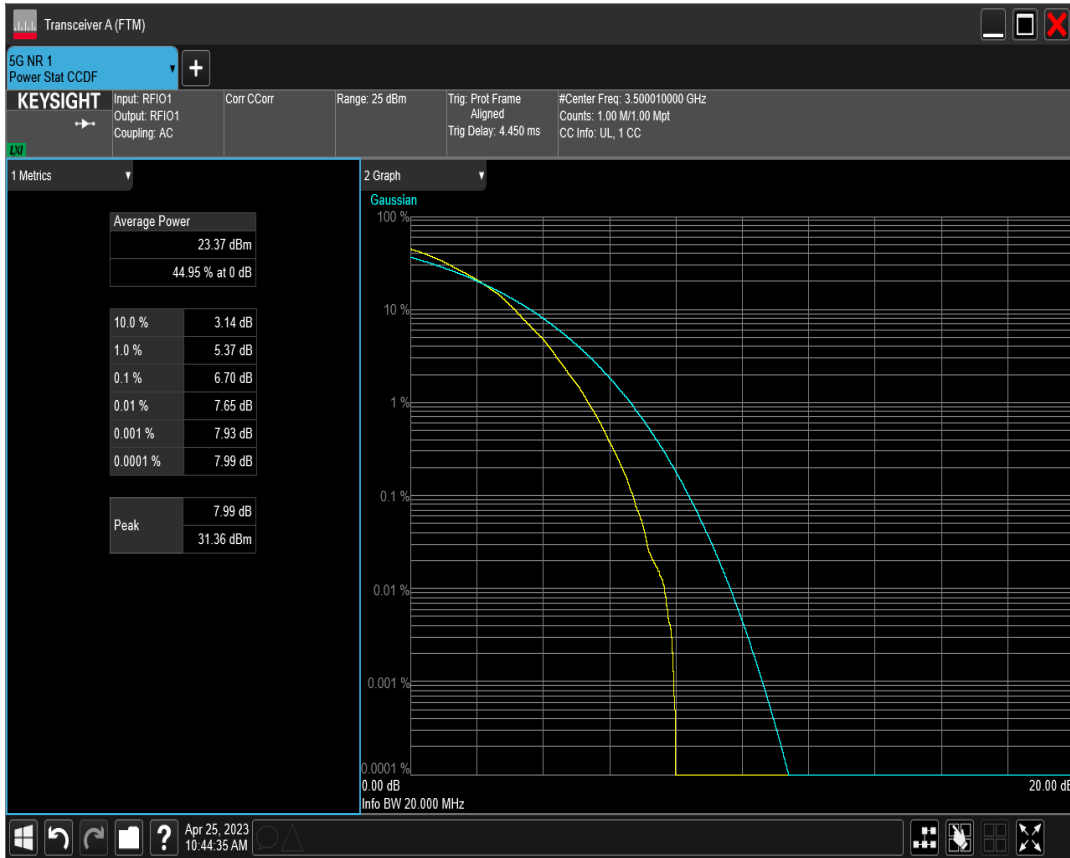 Transceiver A (FTM)
5G NR 1
Power Stat CCDF
+
KEYSIGHT
LXI
Input: RFIO1
Output: RFIO1
Coupling: AC
Corr CCorr
Range: 25 dBm
Trig: Prot Frame
Aligned
Trig Delay: 4.450 ms
#Center Freq: 3.500010000 GHz
Counts: 1.00 M/1.00 Mpt
CC Info: UL, 1 CC
1 Metrics
Average Power
23.37 dBm
44.95 % at 0 dB
10.0 % 3.14 dB
1.0 % 5.37 dB
0.1 % 6.70 dB
0.01 % 7.65 dB
0.001 % 7.93 dB
0.0001 % 7.99 dB
Peak 7.99 dB
31.36 dBm
2 Graph
Gaussian
100 %
10 %
1 %
0.1 %
0.01 %
0.001 %
0.0001 %
0.00 dB 20.00 dB
Info BW 20.000 MHz
?
Apr 25, 2023
10:44:35 AM